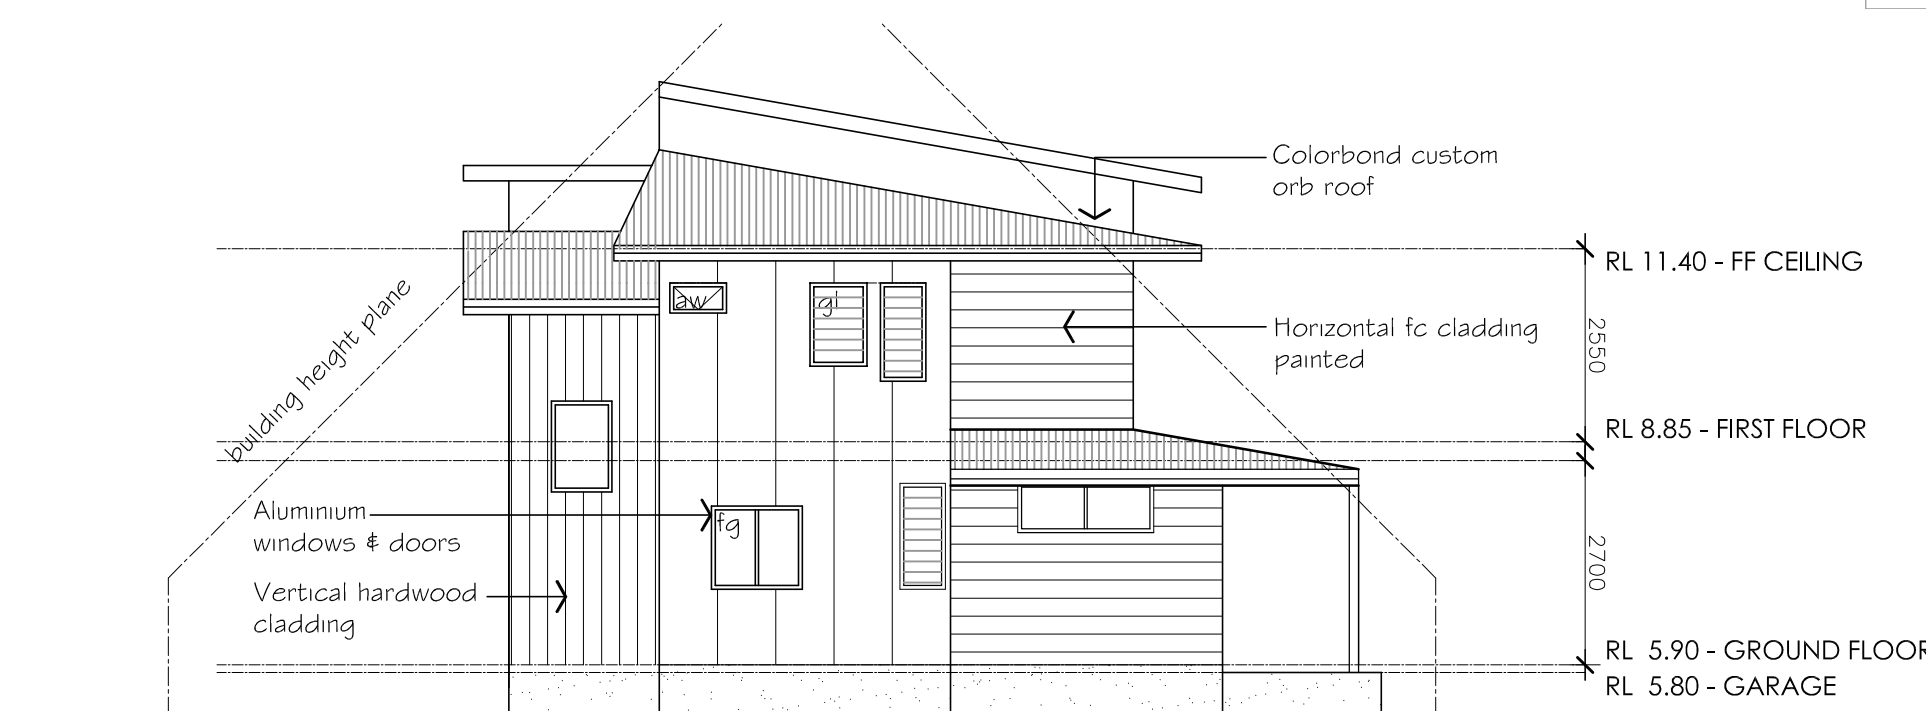 Colorbond custom
orb roof
RL 11.40 - FF CEILING
building height plane
aw
gl
2550
Horizontal fc cladding
painted
RL 8.85 - FIRST FLOOR
Aluminium
windows & doors
fg
2700
Vertical hardwood
cladding
RL 5.90 - GROUND FLOOR
RL 5.80 - GARAGE